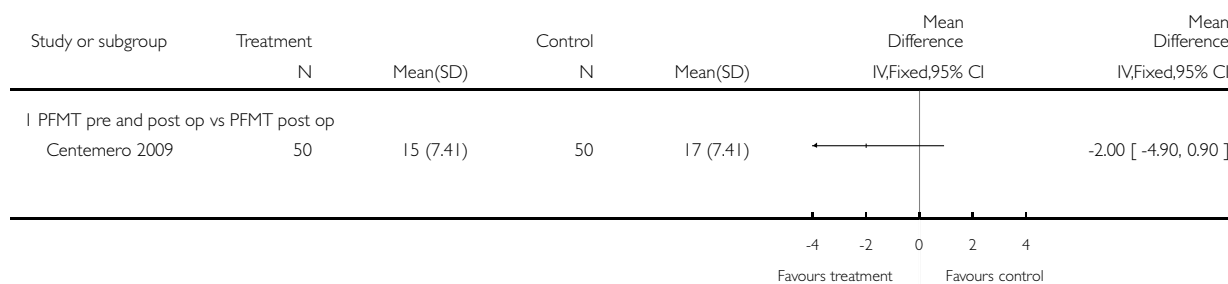 Study or subgroup Treatment Control Mean Difference Mean Difference
N Mean(SD) N Mean(SD) IV,Fixed,95% CI IV,Fixed,95% CI
1 PFMT pre and post op vs PFMT post op
Centemero 2009 50 15 (7.41) 50 17 (7.41) -2.00 [ -4.90, 0.90 ]
-4 -2 0 2 4
Favours treatment Favours control